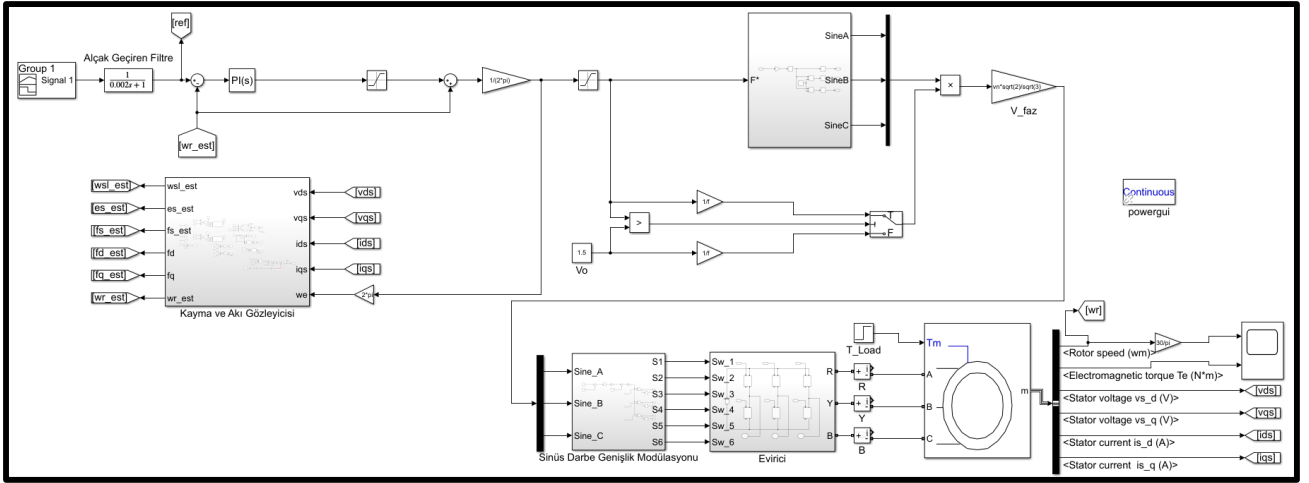 [ref]
Group 1
Signal 1
Alçak Geçiren Filtre
1
0.002s + 1
PI(s)
1/(2*pi)
[wr_est]
F*
SineA
SineB
SineC
×
vn*sqrt(2)/sqrt(3)
V_faz
Continuous
powergui
[wsl_est]
[es_est]
[fs_est]
[fd_est]
[fq_est]
[wr_est]
wsl_est
es_est
fs_est
fd
fq
wr_est
vds
vqs
ids
iqs
we
[vds]
[vqs]
[ids]
[iqs]
2*pi
Kayma ve Akı Gözleyicisi
1/f
>
T
F
1.5
Vo
1/f
Sine_A
Sine_B
Sine_C
S1
S2
S3
S4
S5
S6
Sinüs Darbe Genişlik Modülasyonu
Sw_1
Sw_2
Sw_3
Sw_4
Sw_5
Sw_6
R
Y
B
Evirici
T_Load
R
Y
B
Tm
A
B
C
m
[wr]
30/pi
<Rotor speed (wm)>
<Electromagnetic torque Te (N*m)>
<Stator voltage vs_d (V)>
<Stator voltage vs_q (V)>
<Stator current is_d (A)>
<Stator current is_q (A)>
[vds]
[vqs]
[ids]
[iqs]